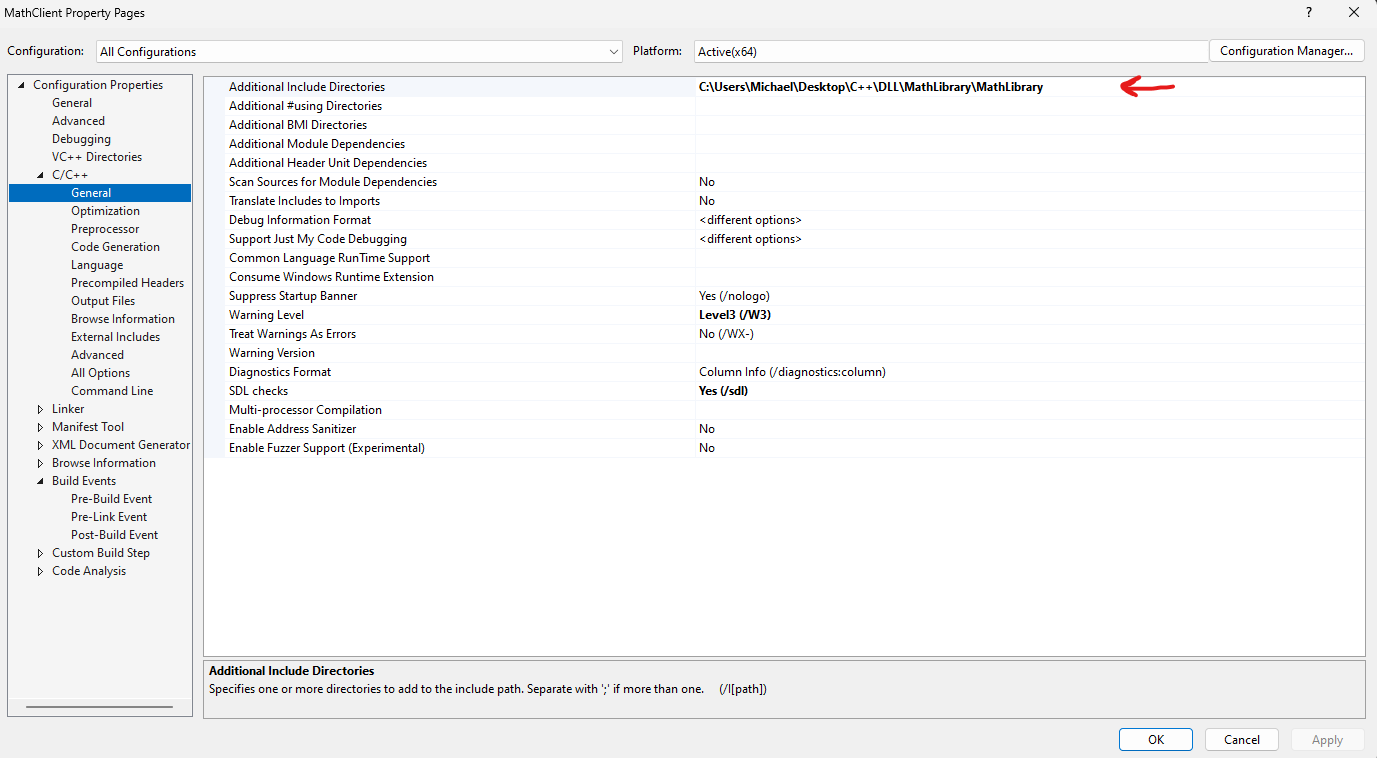 MathClient Property Pages
Configuration: All Configurations Platform: Active(x64) Configuration Manager...
Configuration Properties
General
Advanced
Debugging
VC++ Directories
C/C++
General
Optimization
Preprocessor
Code Generation
Language
Precompiled Headers
Output Files
Browse Information
External Includes
Advanced
All Options
Command Line
Linker
Manifest Tool
XML Document Generator
Browse Information
Build Events
Pre-Build Event
Pre-Link Event
Post-Build Event
Custom Build Step
Code Analysis
Additional Include Directories C:\Users\Michael\Desktop\C++\DLL\MathLibrary\MathLibrary
Additional #using Directories
Additional BMI Directories
Additional Module Dependencies
Additional Header Unit Dependencies
Scan Sources for Module Dependencies No
Translate Includes to Imports No
Debug Information Format <different options>
Support Just My Code Debugging <different options>
Common Language RunTime Support
Consume Windows Runtime Extension
Suppress Startup Banner Yes (/nologo)
Warning Level Level3 (/W3)
Treat Warnings As Errors No (/WX-)
Warning Version
Diagnostics Format Column Info (/diagnostics:column)
SDL checks Yes (/sdl)
Multi-processor Compilation
Enable Address Sanitizer No
Enable Fuzzer Support (Experimental) No
Additional Include Directories
Specifies one or more directories to add to the include path. Separate with ';' if more than one. (/I[path])
OK Cancel Apply